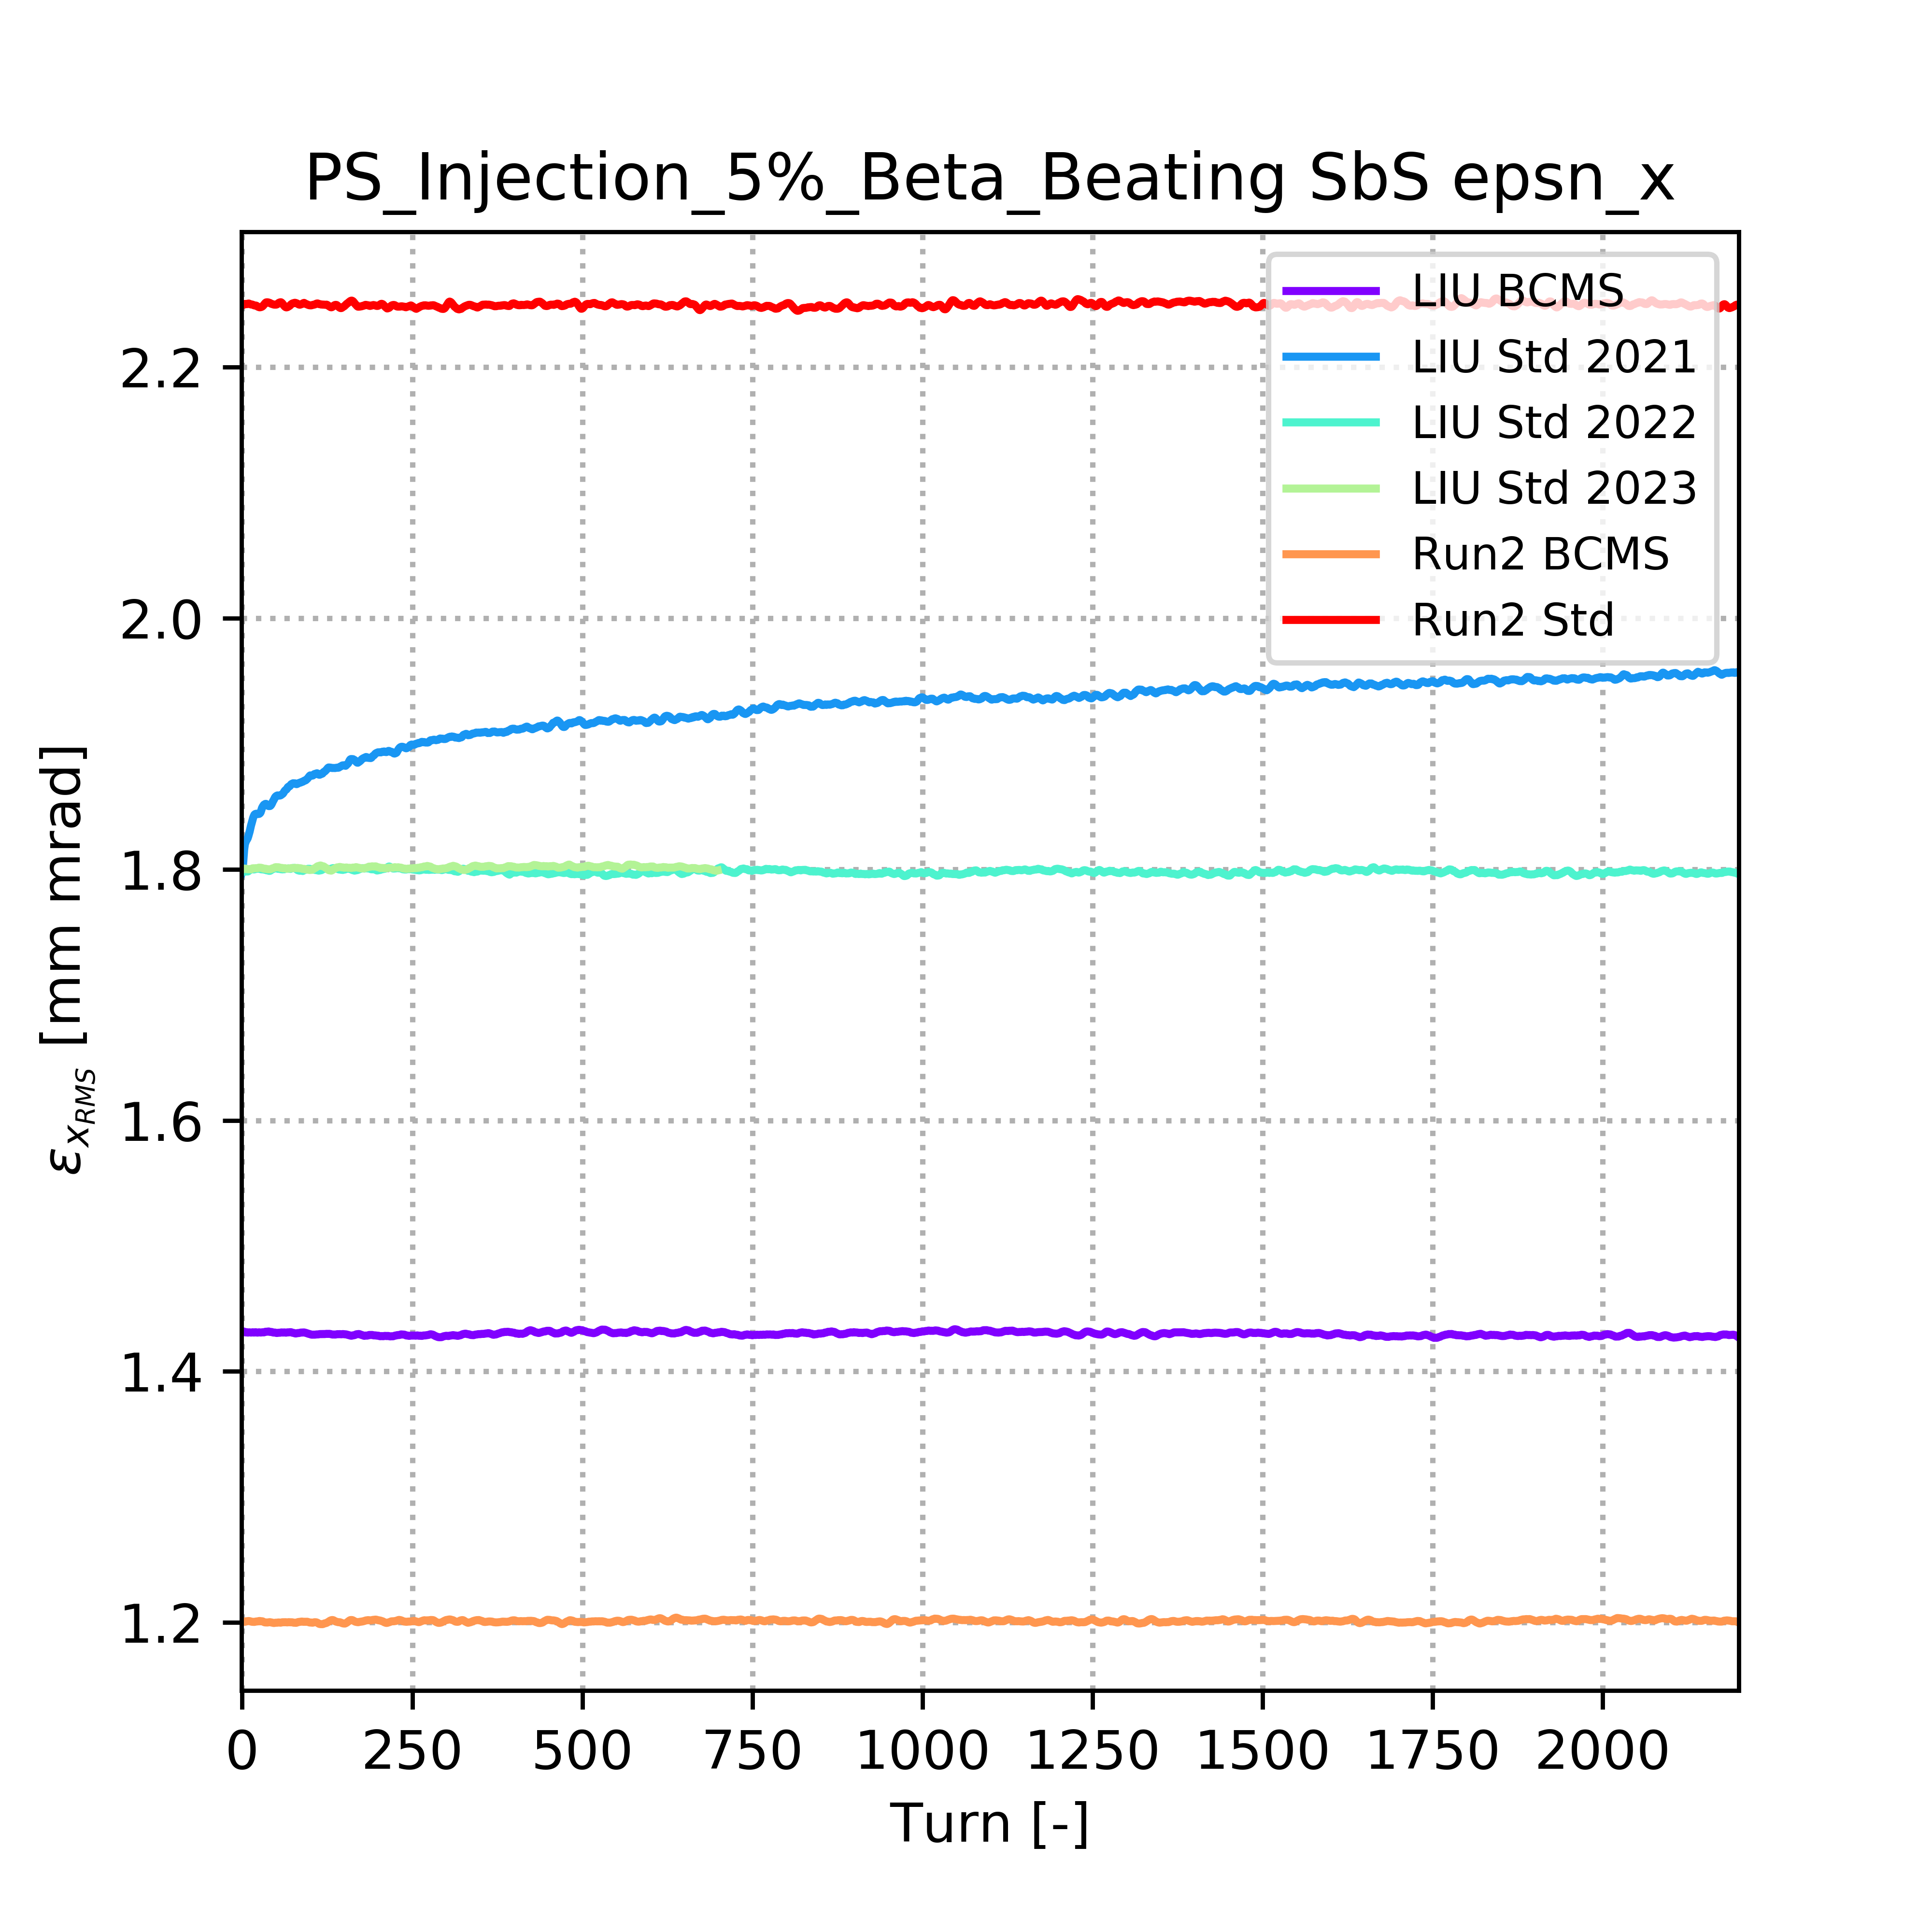 PS_Injection_5%_Beta_Beating SbS epsn_x
LIU BCMS
LIU Std 2021
LIU Std 2022
LIU Std 2023
Run2 BCMS
Run2 Std
2.2
2.0
1.8
1.6
1.4
1.2
ε_{x_{RMS}} [mm mrad]
0 250 500 750 1000 1250 1500 1750 2000
Turn [-]